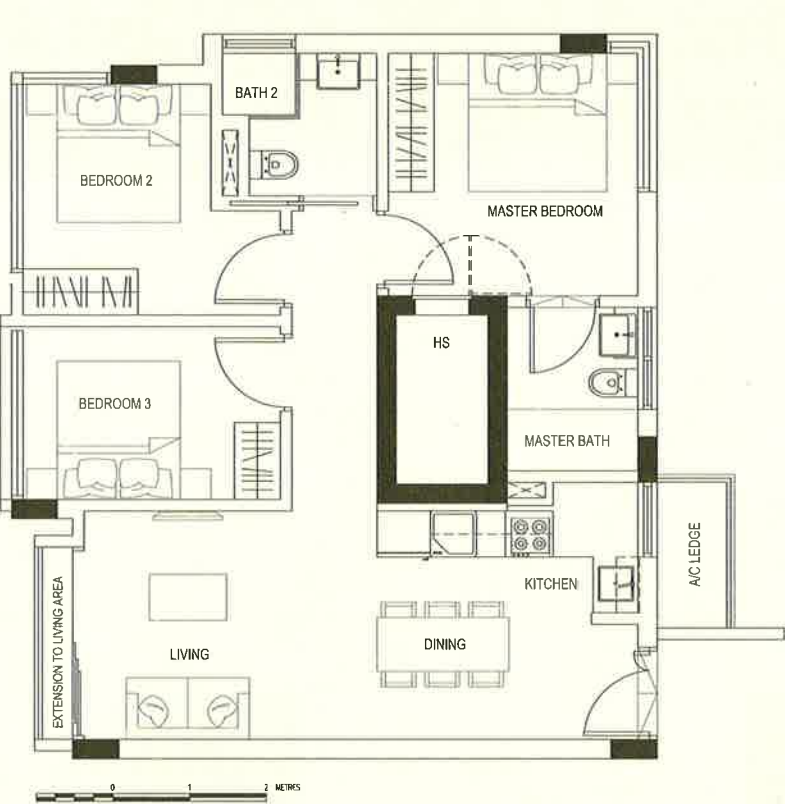 BATH 2
BEDROOM 2
MASTER BEDROOM
HS
BEDROOM 3
MASTER BATH
A/C LEDGE
KITCHEN
EXTENSION TO LIVING AREA
LIVING
DINING
0 1 2 METRES